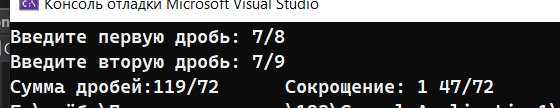 Консоль отладки Microsoft Visual Studio
Введите первую дробь: 7/8
Введите вторую дробь: 7/9
Сумма дробей:119/72 Сокрощение: 1 47/72